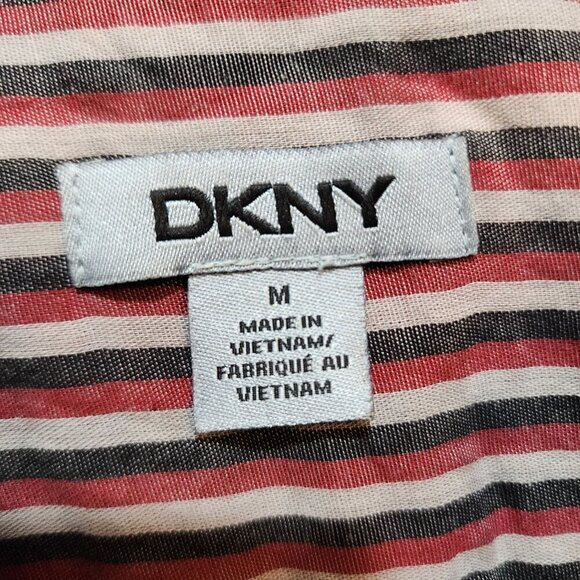 DKNY
M
MADE IN
VIETNAM/
FABRIQUÉ AU
VIETNAM